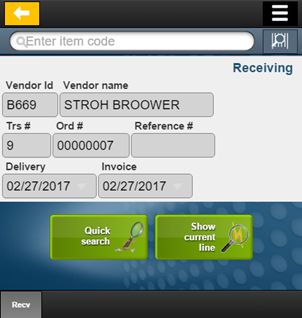 Enter item code
Receiving
Vendor Id Vendor name
B669 STROH BROOWER
Trs # Ord # Reference #
9 00000007
Delivery Invoice
02/27/2017 02/27/2017
Quick search
Show current line
Recv